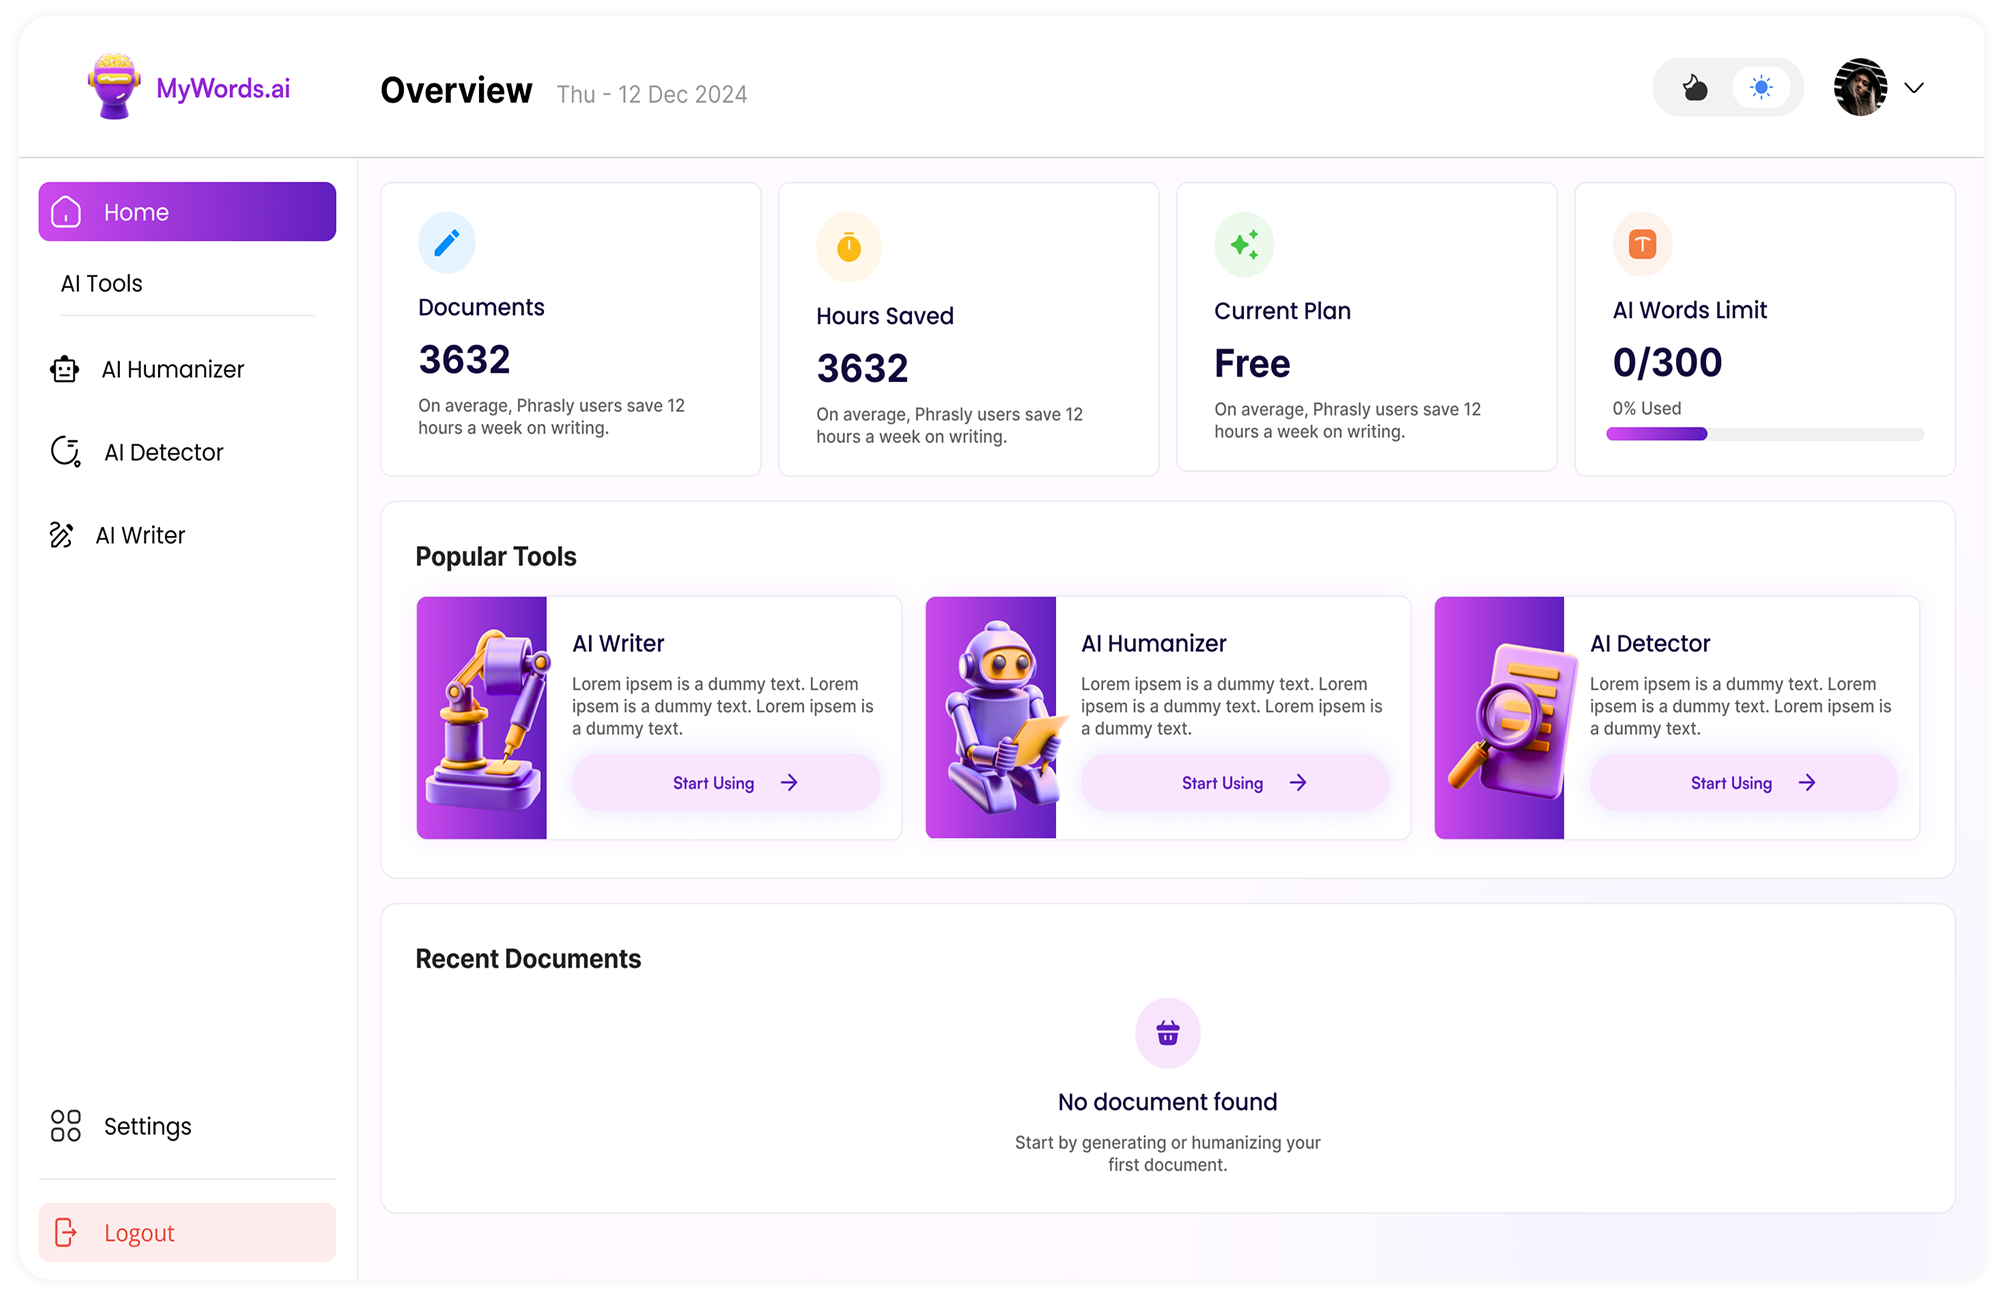 MyWords.ai
Overview
Thu - 12 Dec 2024
Home
AI Tools
AI Humanizer
AI Detector
AI Writer
Settings
Logout
Documents
3632
On average, Phrasly users save 12
hours a week on writing.
Hours Saved
3632
On average, Phrasly users save 12
hours a week on writing.
Current Plan
Free
On average, Phrasly users save 12
hours a week on writing.
T
AI Words Limit
0/300
0% Used
Popular Tools
AI Writer
Lorem ipsem is a dummy text. Lorem
ipsem is a dummy text. Lorem ipsem is
a dummy text.
Start Using
AI Humanizer
Lorem ipsem is a dummy text. Lorem
ipsem is a dummy text. Lorem ipsem is
a dummy text.
Start Using
AI Detector
Lorem ipsem is a dummy text. Lorem
ipsem is a dummy text. Lorem ipsem is
a dummy text.
Start Using
Recent Documents
No document found
Start by generating or humanizing your
first document.